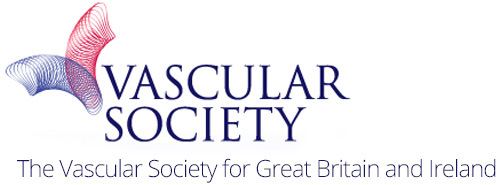 VASCULAR
SOCIETY
The Vascular Society for Great Britain and Ireland